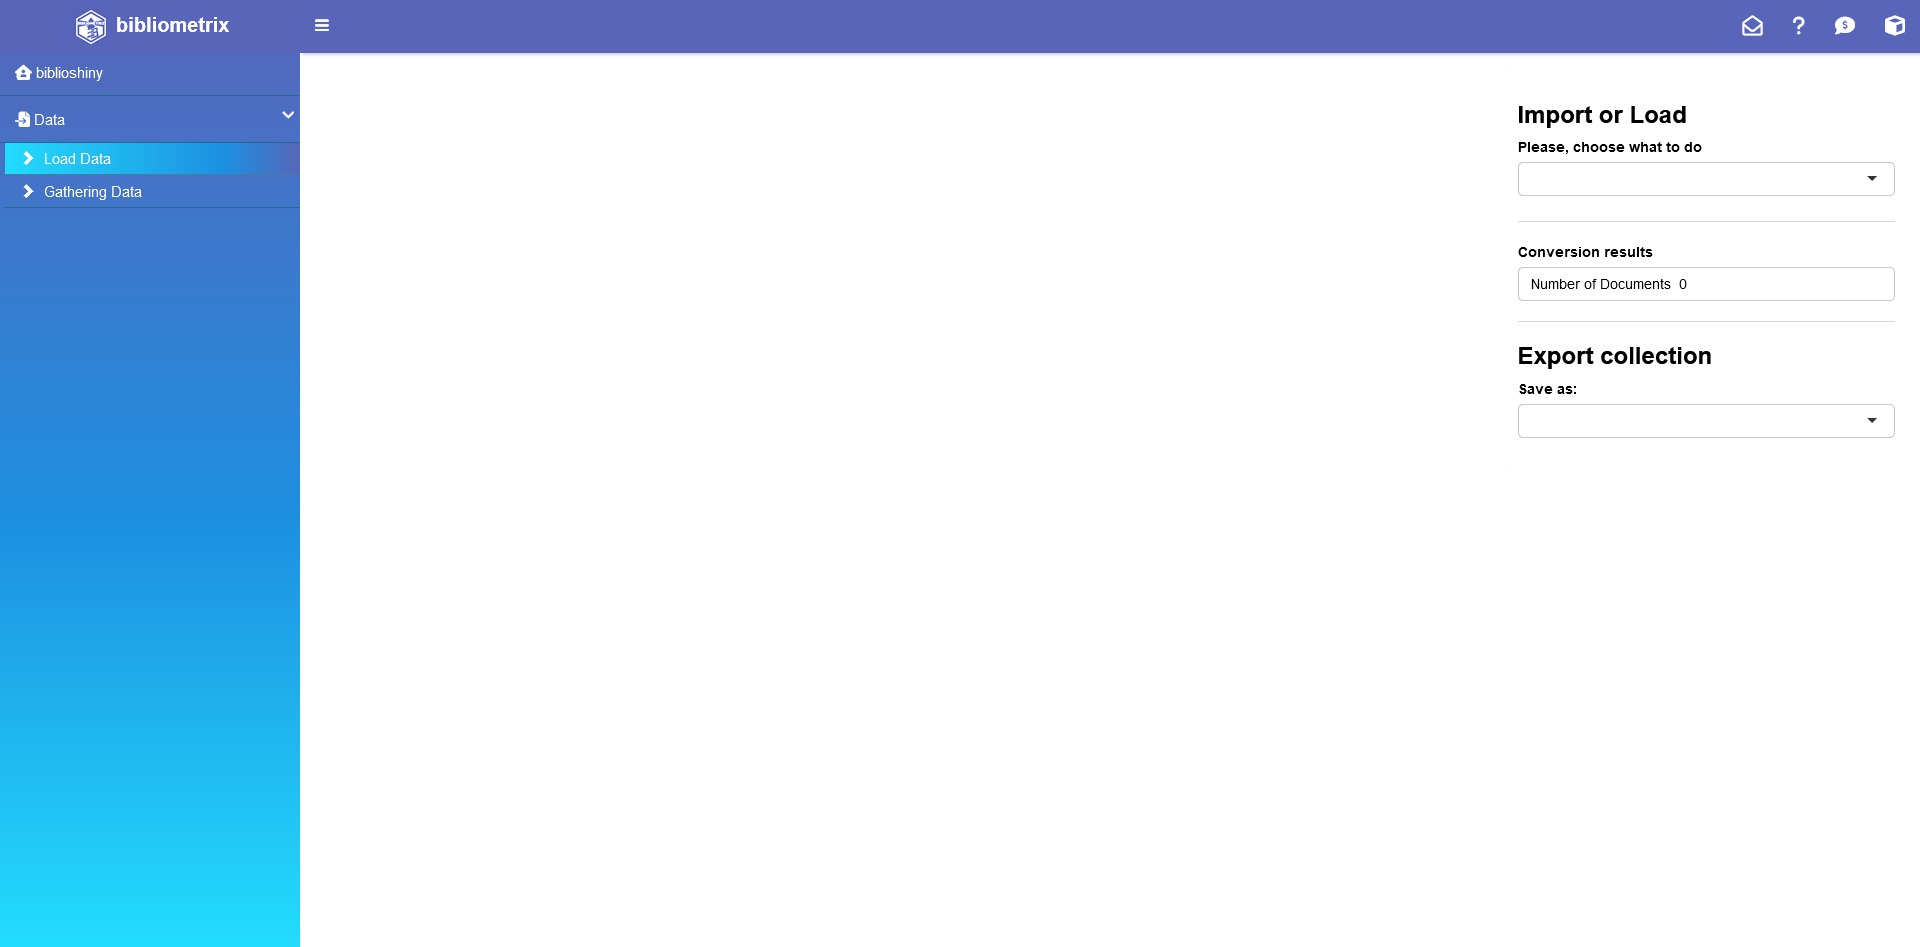 bibliometrix
biblioshiny
Data
Load Data
Gathering Data
Import or Load
Please, choose what to do
Conversion results
Number of Documents  0
Export collection
Save as: